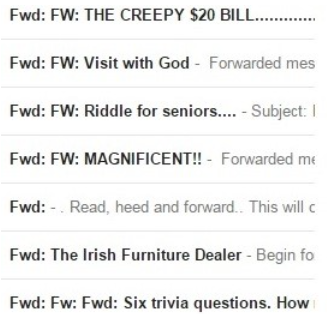 Fwd: FW: THE CREEPY $20 BILL.............
Fwd: FW: Visit with God - Forwarded mes
Fwd: FW: Riddle for seniors.... - Subject:
Fwd: FW: MAGNIFICENT!! - Forwarded me
Fwd: - . Read, heed and forward.. This will
Fwd: The Irish Furniture Dealer - Begin fo
Fwd: Fw: Fwd: Six trivia questions. How